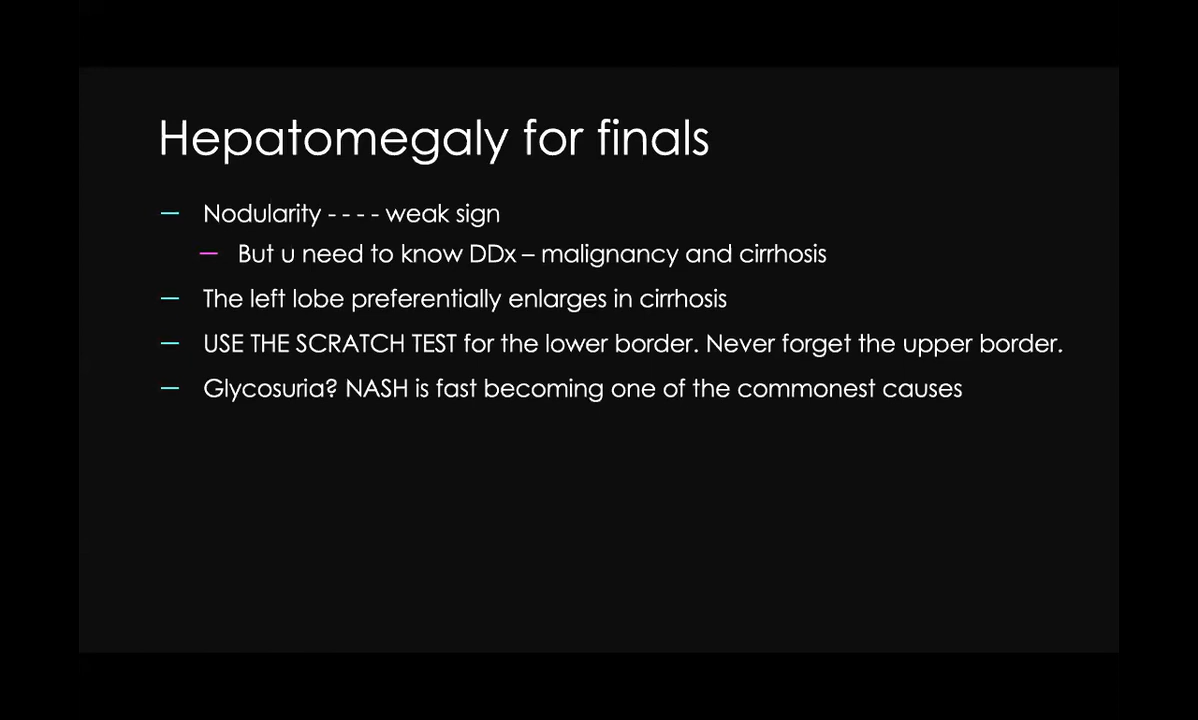 Hepatomegaly for finals
– Nodularity - - - - weak sign
– But u need to know DDx – malignancy and cirrhosis
– The left lobe preferentially enlarges in cirrhosis
– USE THE SCRATCH TEST for the lower border. Never forget the upper border.
– Glycosuria? NASH is fast becoming one of the commonest causes